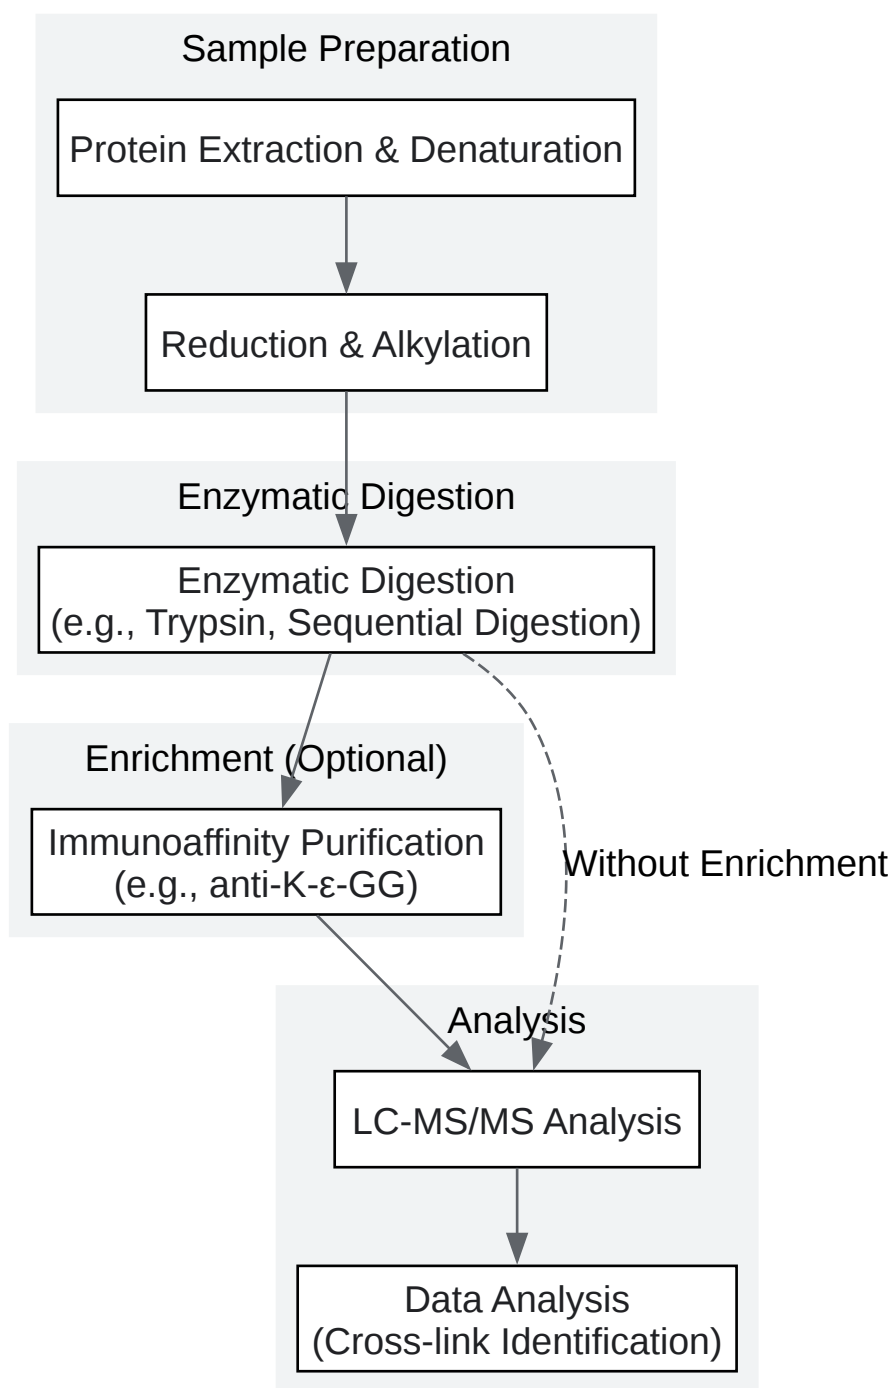 Sample Preparation
Protein Extraction & Denaturation
Reduction & Alkylation
Enzymatic Digestion
Enzymatic Digestion
(e.g., Trypsin, Sequential Digestion)
Enrichment (Optional)
Immunoaffinity Purification
(e.g., anti-K-ε-GG)
Without Enrichment
Analysis
LC-MS/MS Analysis
Data Analysis
(Cross-link Identification)